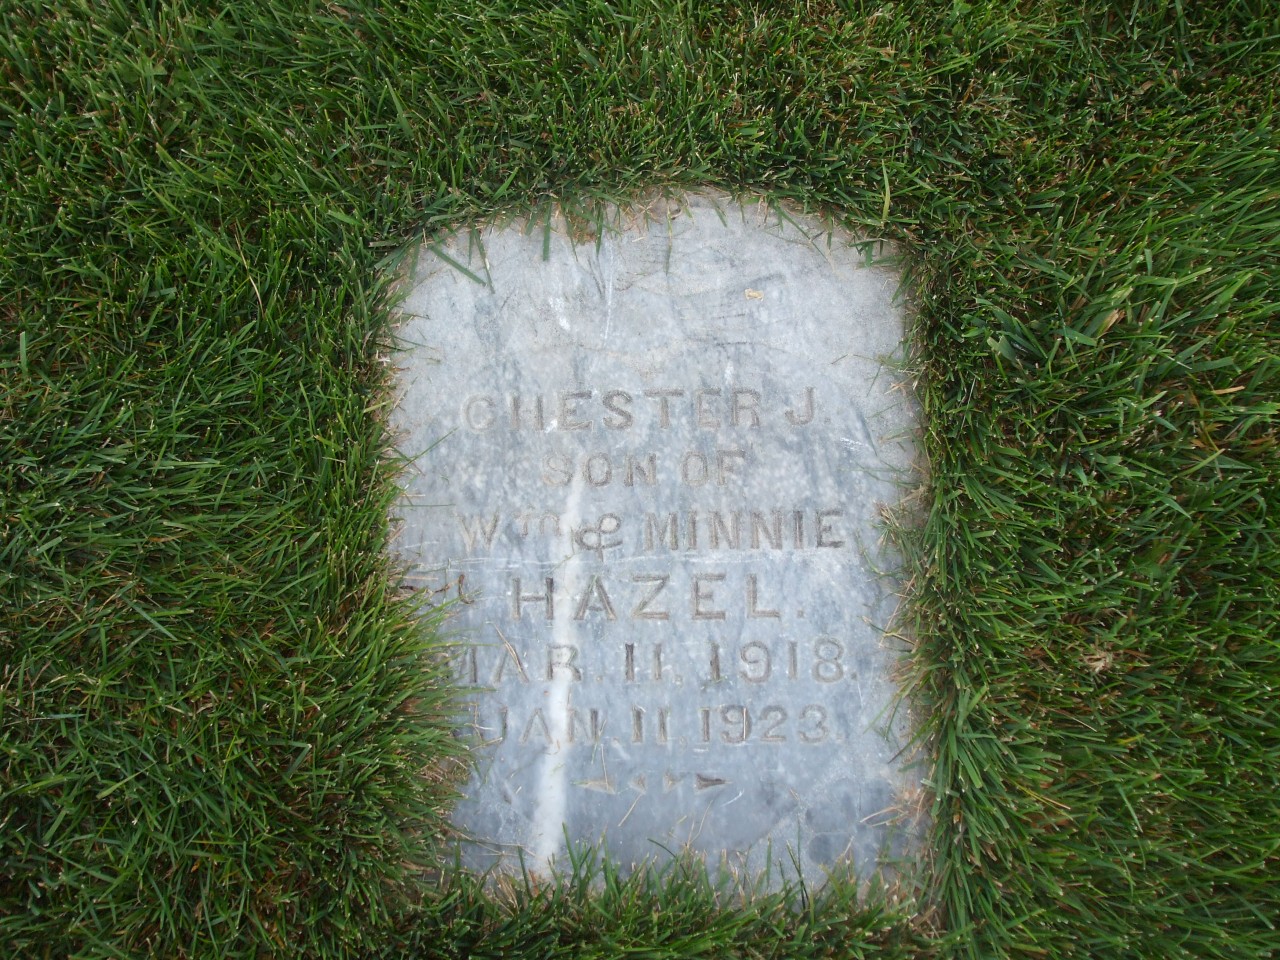 CHESTER J.
SON OF
Wm & MINNIE
HAZEL.
MAR. 11, 1918.
JAN. 11, 1923.